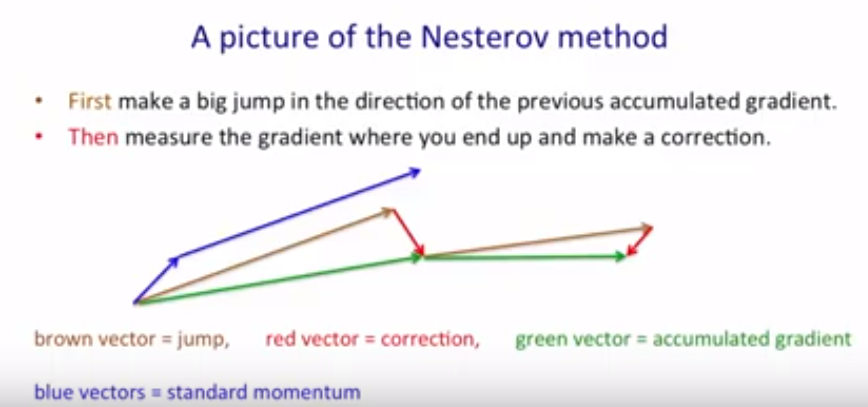 A picture of the Nesterov method
• First make a big jump in the direction of the previous accumulated gradient.
• Then measure the gradient where you end up and make a correction.
brown vector = jump, red vector = correction, green vector = accumulated gradient
blue vectors = standard momentum